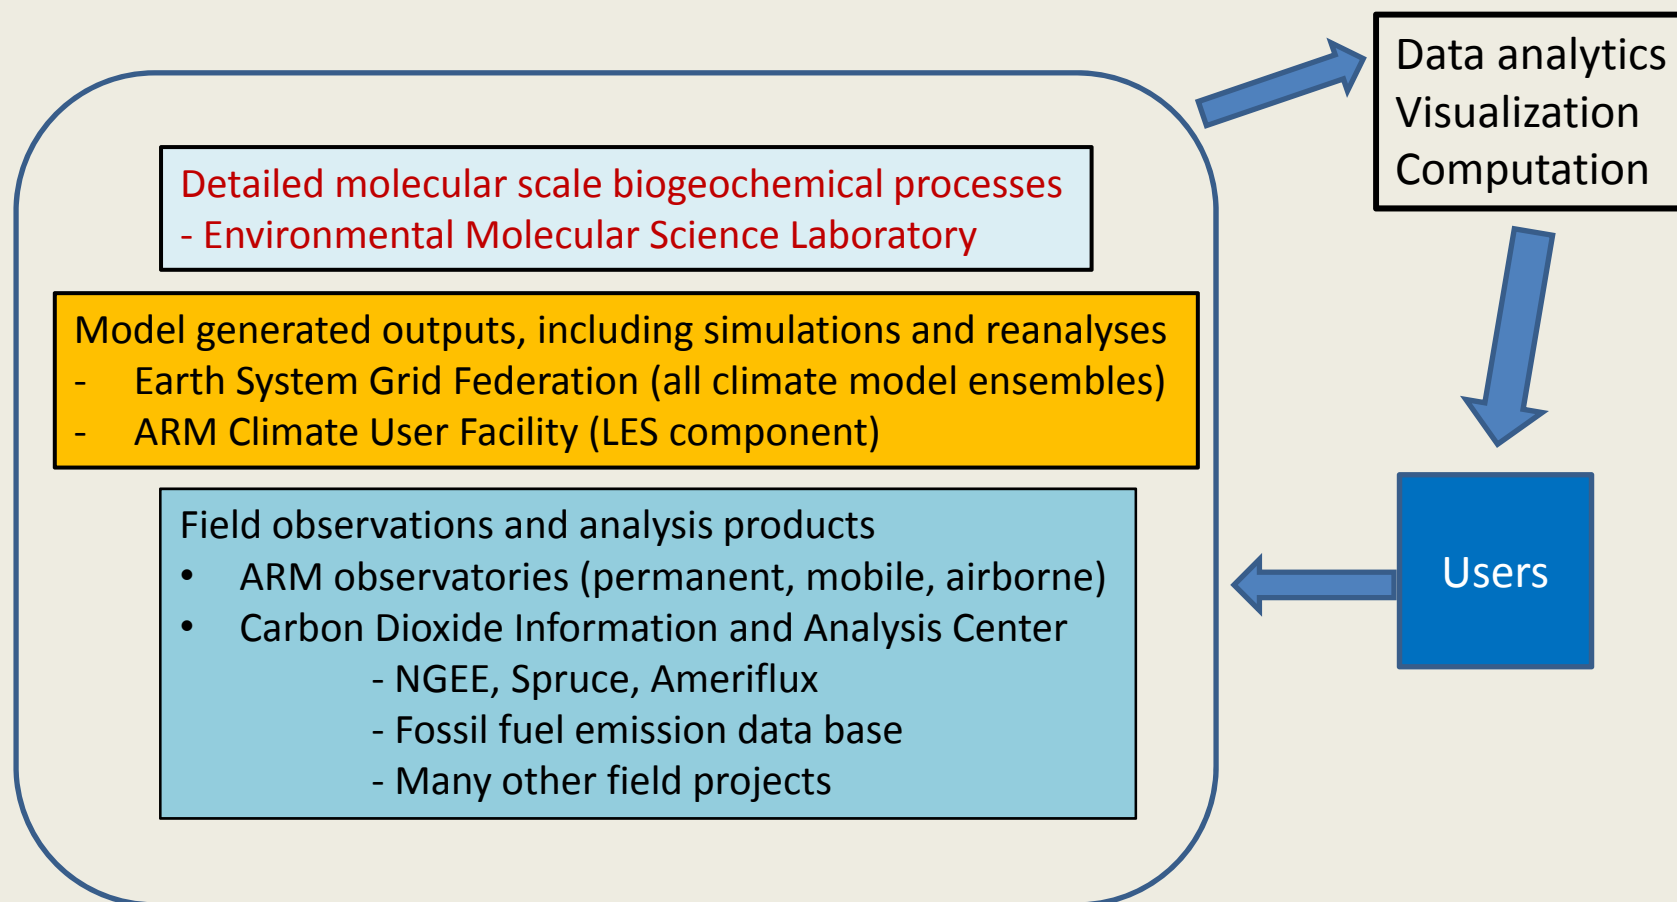 Data analytics
Visualization
Computation
Detailed molecular scale biogeochemical processes
- Environmental Molecular Science Laboratory
Model generated outputs, including simulations and reanalyses
- Earth System Grid Federation (all climate model ensembles)
- ARM Climate User Facility (LES component)
Field observations and analysis products
• ARM observatories (permanent, mobile, airborne)
• Carbon Dioxide Information and Analysis Center
- NGEE, Spruce, Ameriflux
- Fossil fuel emission data base
- Many other field projects
Users